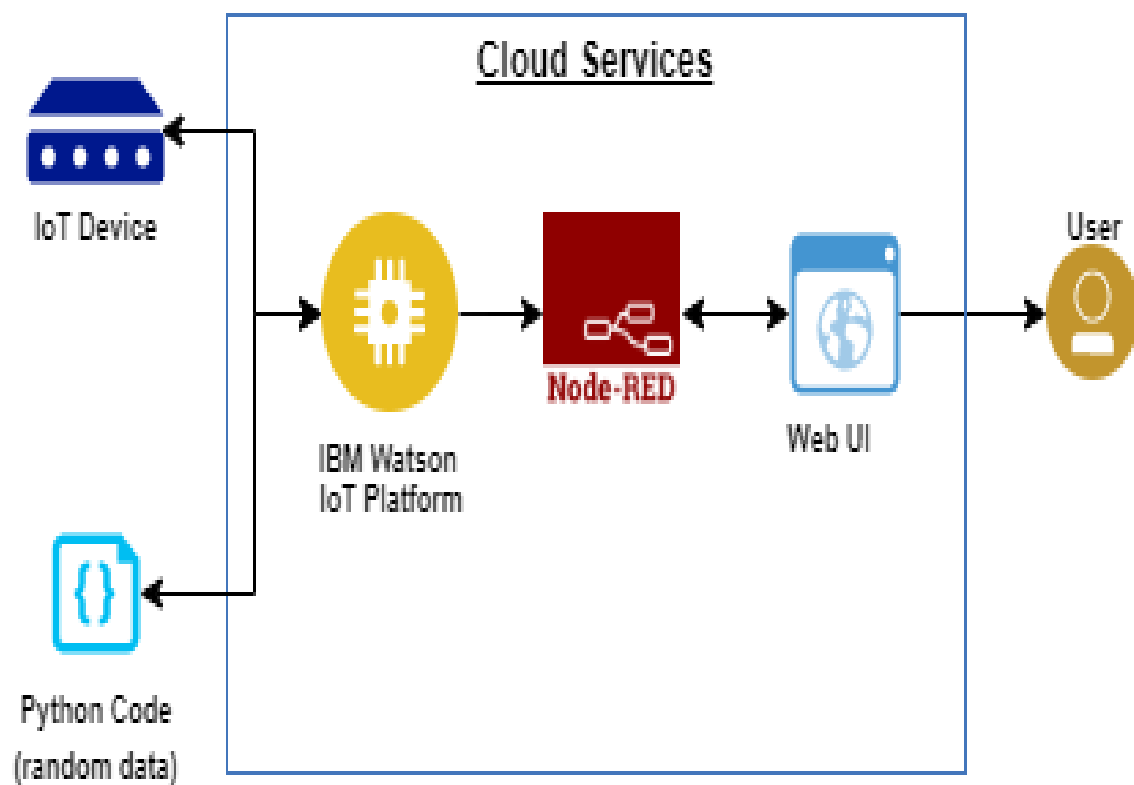 Cloud Services
IoT Device
User
Node-RED
Web UI
IBM Watson
IoT Platform
{}
Python Code
(random data)